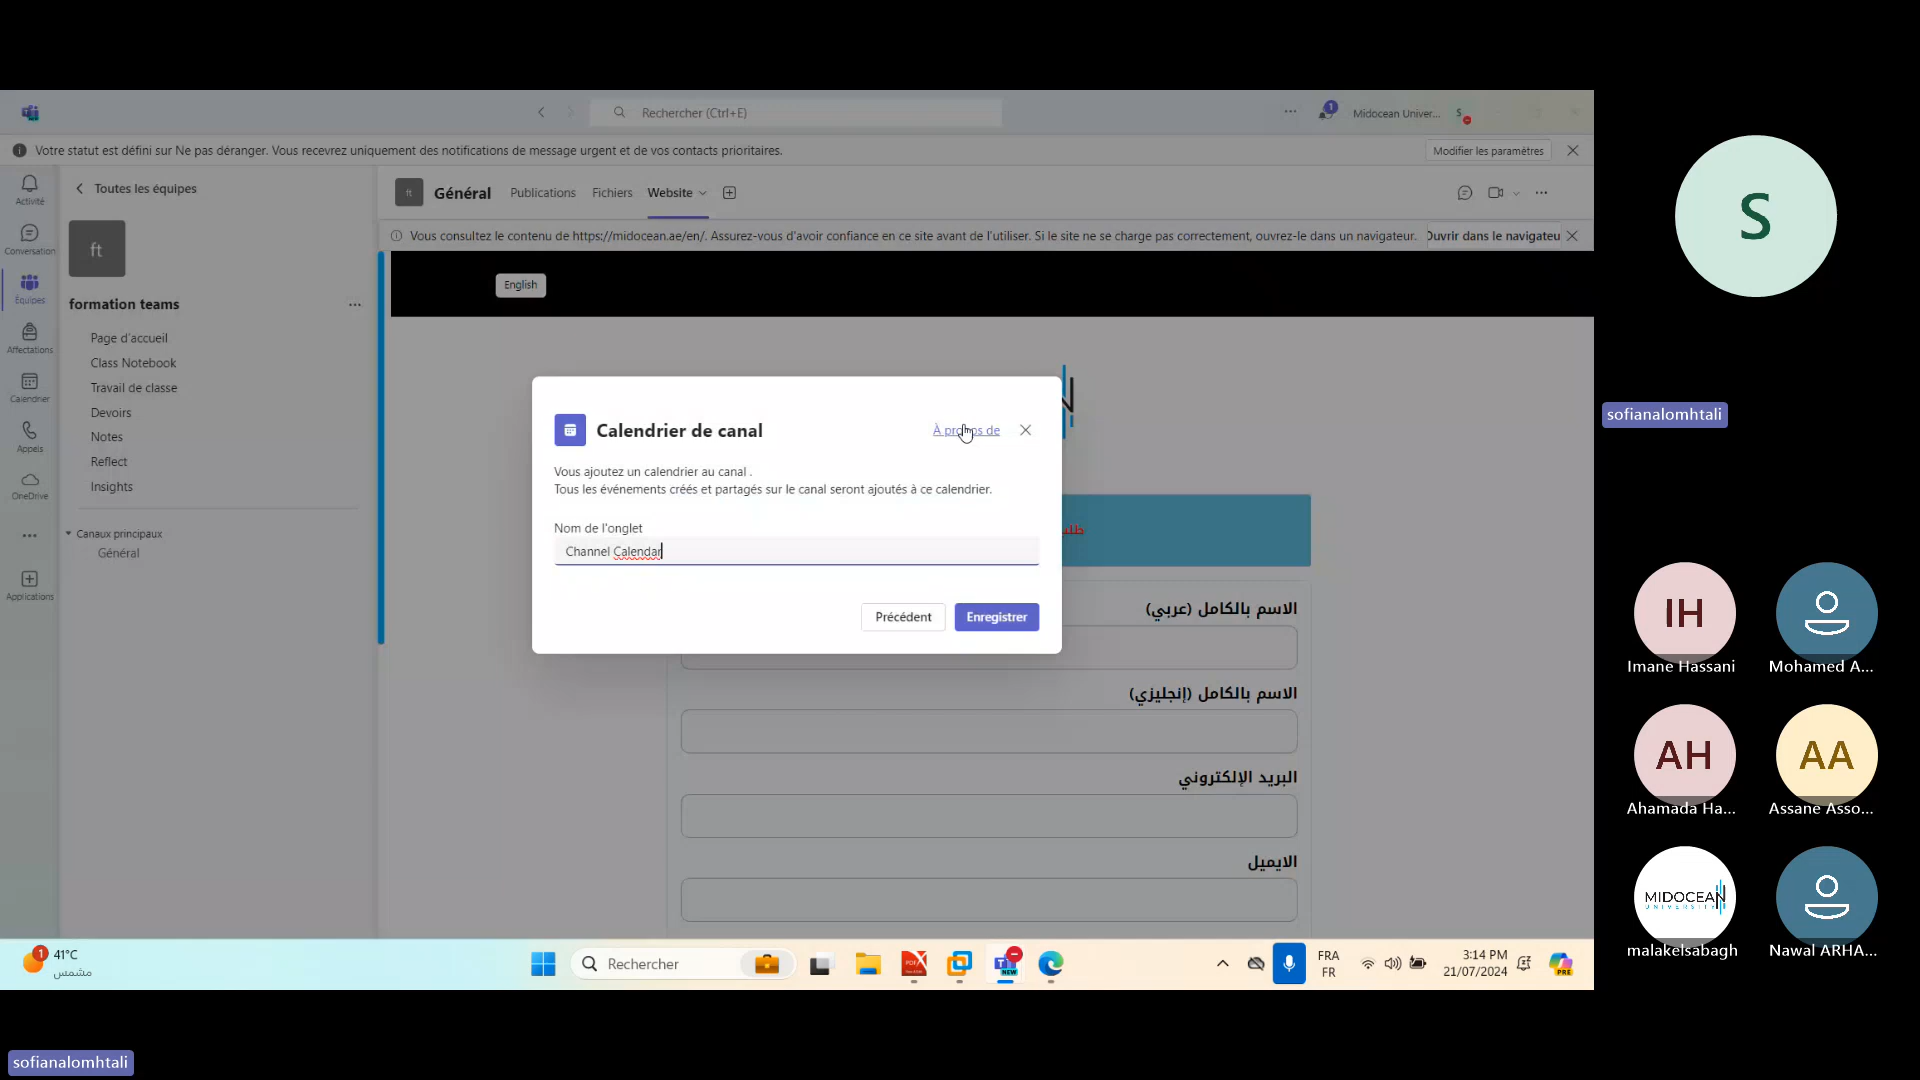 Rechercher (Ctrl+E)
1
Midocean Univer...
S
Votre statut est défini sur Ne pas déranger. Vous recevrez uniquement des notifications de message urgent et de vos contacts prioritaires.
Modifier les paramètres
Activité
Conversation
Équipes
Affectations
Calendrier
Appels
OneDrive
Applications
Toutes les équipes
ft
formation teams
Page d'accueil
Class Notebook
Travail de classe
Devoirs
Notes
Reflect
Insights
Canaux principaux
Général
ft
Général
Publications
Fichiers
Website
Vous consultez le contenu de https://midocean.ae/en/. Assurez-vous d'avoir confiance en ce site avant de l'utiliser. Si le site ne se charge pas correctement, ouvrez-le dans un navigateur.
Ouvrir dans le navigateu
English
Calendrier de canal
À propos de
Vous ajoutez un calendrier au canal .
Tous les événements créés et partagés sur le canal seront ajoutés à ce calendrier.
Nom de l'onglet
Channel Calendar
Précédent
Enregistrer
الاسم بالكامل (عربي)
الاسم بالكامل (إنجليزي)
البريد الإلكتروني
الايميل
1
41°C
مشمس
Rechercher
NEW
FRA
FR
3:14 PM
21/07/2024
PRE
S
sofianalomhtali
IH
Imane Hassani
Mohamed A...
AH
Ahamada Ha...
AA
Assane Asso...
MIDOCEAN
UNIVERSITY
malakelsabagh
Nawal ARHA...
sofianalomhtali